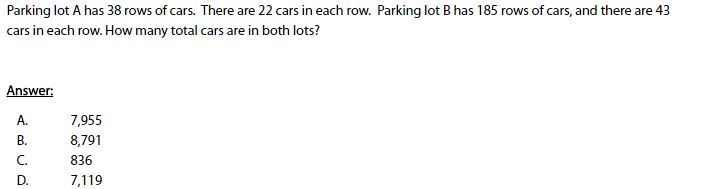 Parking lot A has 38 rows of cars. There are 22 cars in each row. Parking lot B has 185 rows of cars, and there are 43
cars in each row. How many total cars are in both lots?
Answer:
A. 7,955
B. 8,791
C. 836
D. 7,119